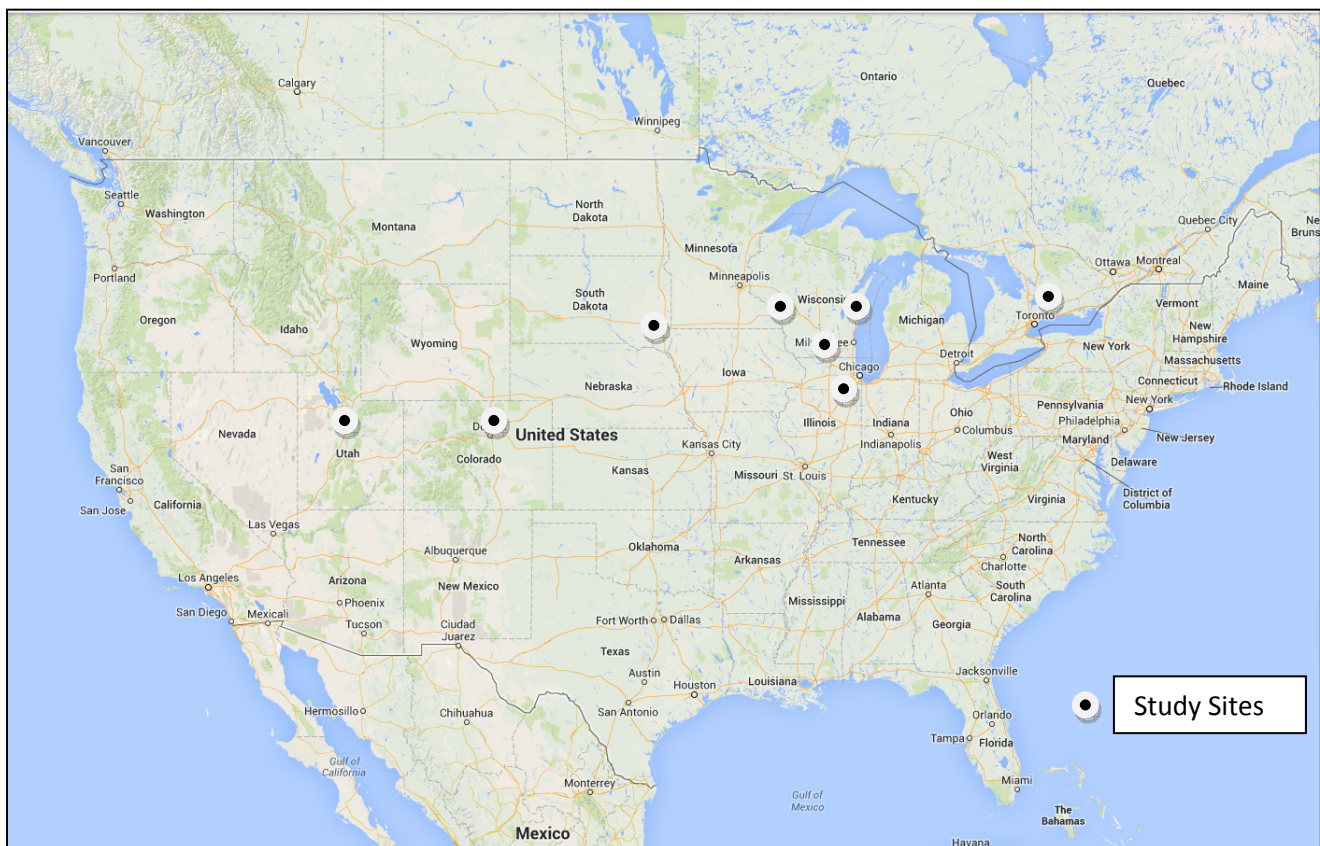 Calgary
Ontario
Quebec
Winnipeg
Vancouver
Seattle
Washington
North
Dakota
Montana
Quebec City
Ne
Brunsw
Minnesota
Ottawa
Montreal
Portland
Minneapolis
Maine
South
Dakota
Wisconsin
Vermont
Oregon
Idaho
Toronto
Michigan
New
Hampshire
Wyoming
Mil
ee
New York
Massachusetts
Detroit
Iowa
Chicago
Connecticut
Rhode Island
Nebraska
Pennsylvania
New York
Ohio
Illinois
Indiana
Columbus
Philadelphia
New Jersey
De
United States
Nevada
Indianapolis
Maryland
Kansas City
Utah
Colorado
West
Virginia
Delaware
San
Francisco
Kansas
Missouri
St. Louis
California
Kentucky
Virginia
District of
Columbia
San Jose
Las Vegas
North
Carolina
Albuquerque
Oklahoma
Tennessee
Arkansas
Charlotte
Los Angeles
Arizona
New Mexico
Atlanta
South
Carolina
Phoenix
Mississippi
San Diego
Mexicali
Alabama
Georgia
Tucson
Ciudad
Juarez
Fort Worth
Dallas
Texas
Jacksonville
Austin
Houston
Louisiana
Hermosillo
Chihuahua
San Antonio
Study Sites
Orlando
Tampa
Florida
Gulf of
California
Monterrey
Miami
Gulf of
Mexico
The
Bahamas
Mexico
Havana